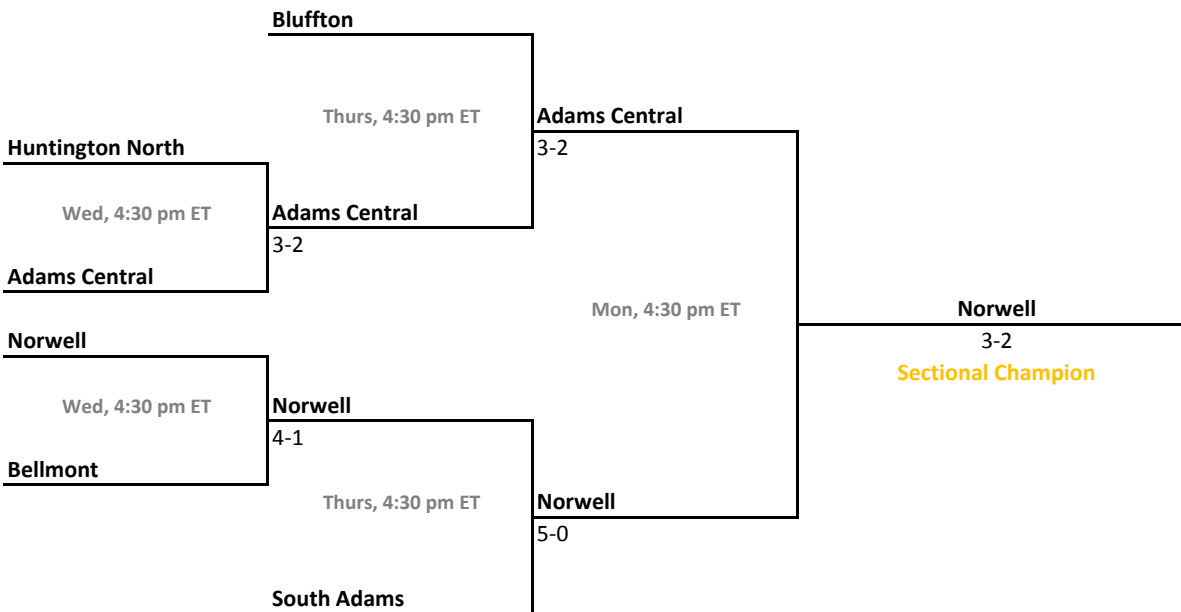 Bluffton
Thurs, 4:30 pm ET
Adams Central
3-2
Huntington North
Wed, 4:30 pm ET
Adams Central
3-2
Adams Central
Mon, 4:30 pm ET
Norwell
3-2
Sectional Champion
Norwell
Wed, 4:30 pm ET
Norwell
4-1
Bellmont
Thurs, 4:30 pm ET
Norwell
5-0
South Adams